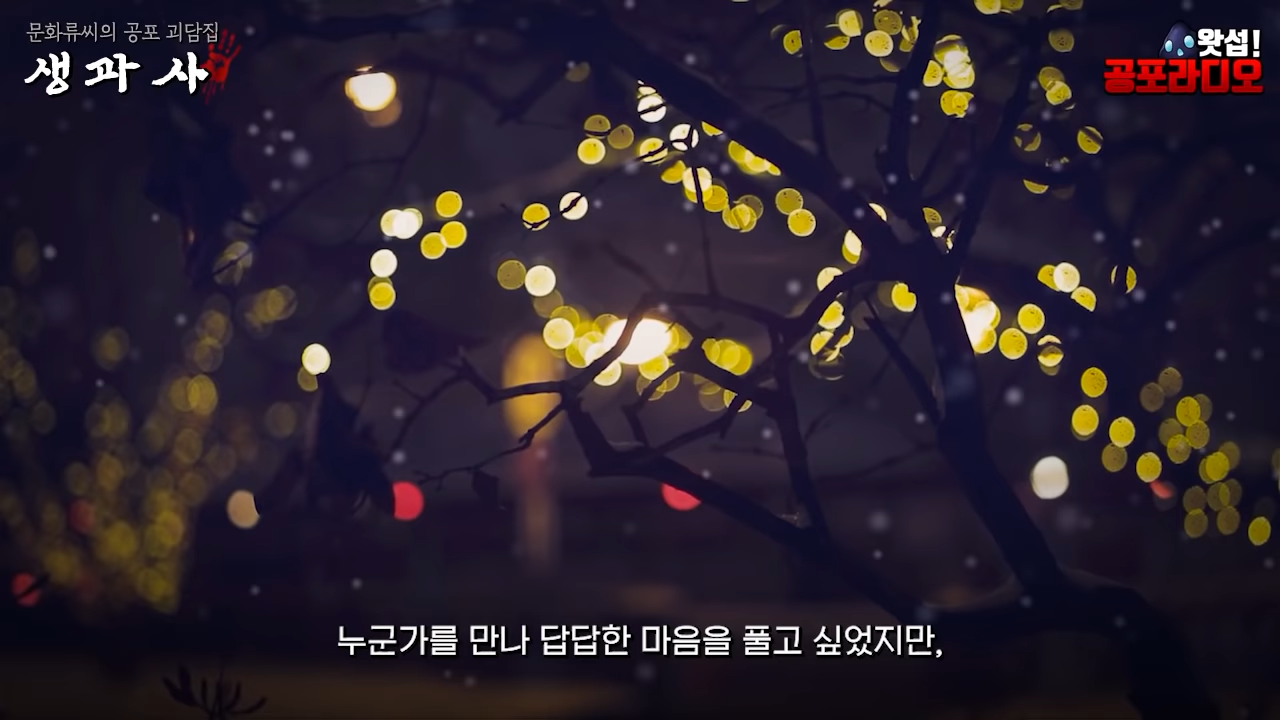 문화류씨의 공포 괴담집
생과 사
왓섭!
공포라디오
누군가를 만나 답답한 마음을 풀고 싶었지만,